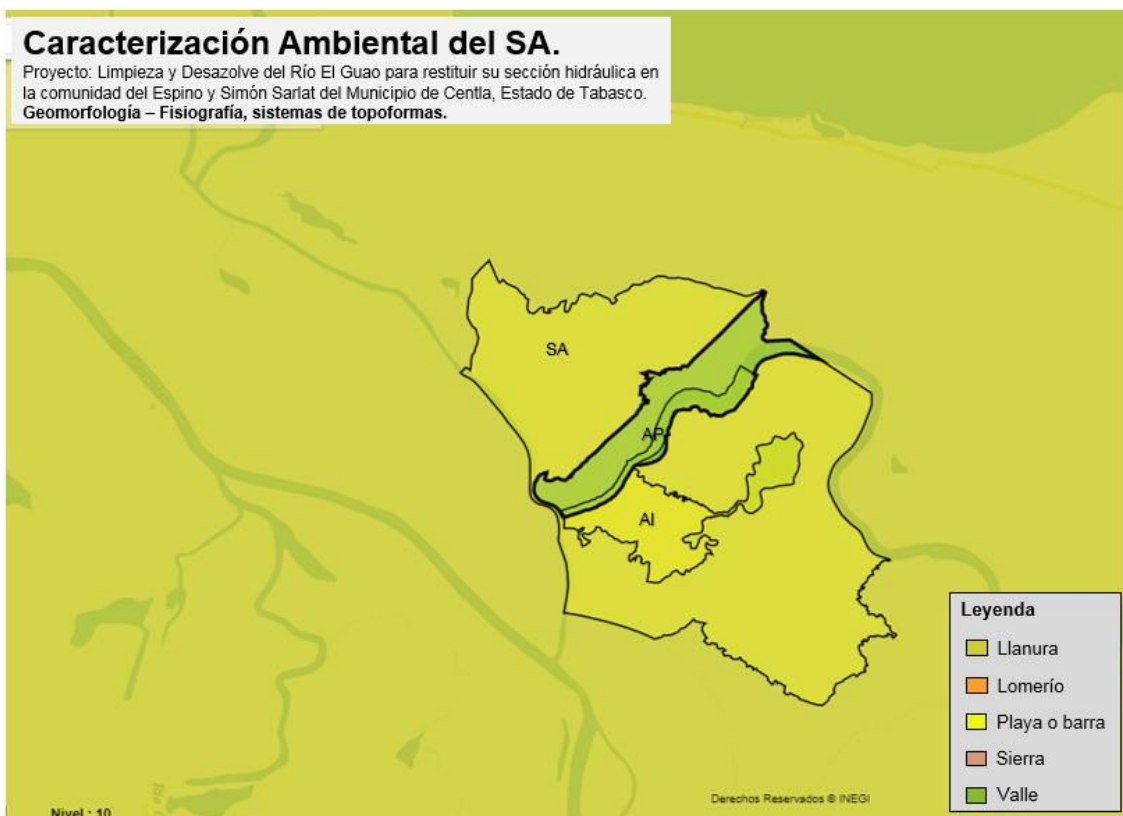 Caracterización Ambiental del SA.
Proyecto: Limpieza y Desazolve del Río El Guao para restituir su sección hidráulica en
la comunidad del Espino y Simón Sarlat del Municipio de Centla, Estado de Tabasco.
Geomorfología – Fisiografía, sistemas de topoformas.
SA
AP
AI
Leyenda
Llanura
Lomerío
Playa o barra
Sierra
Valle
Derechos Reservados © INEGI
Nivel : 10